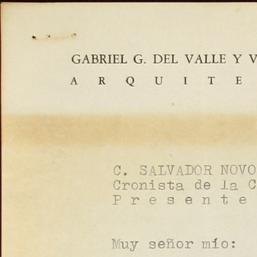 GABRIEL G. DEL VALLE Y V
A R Q U I T E
C. SALVADOR NOVO
Cronista de la C
P r e s e n t e
Muy señor mío: